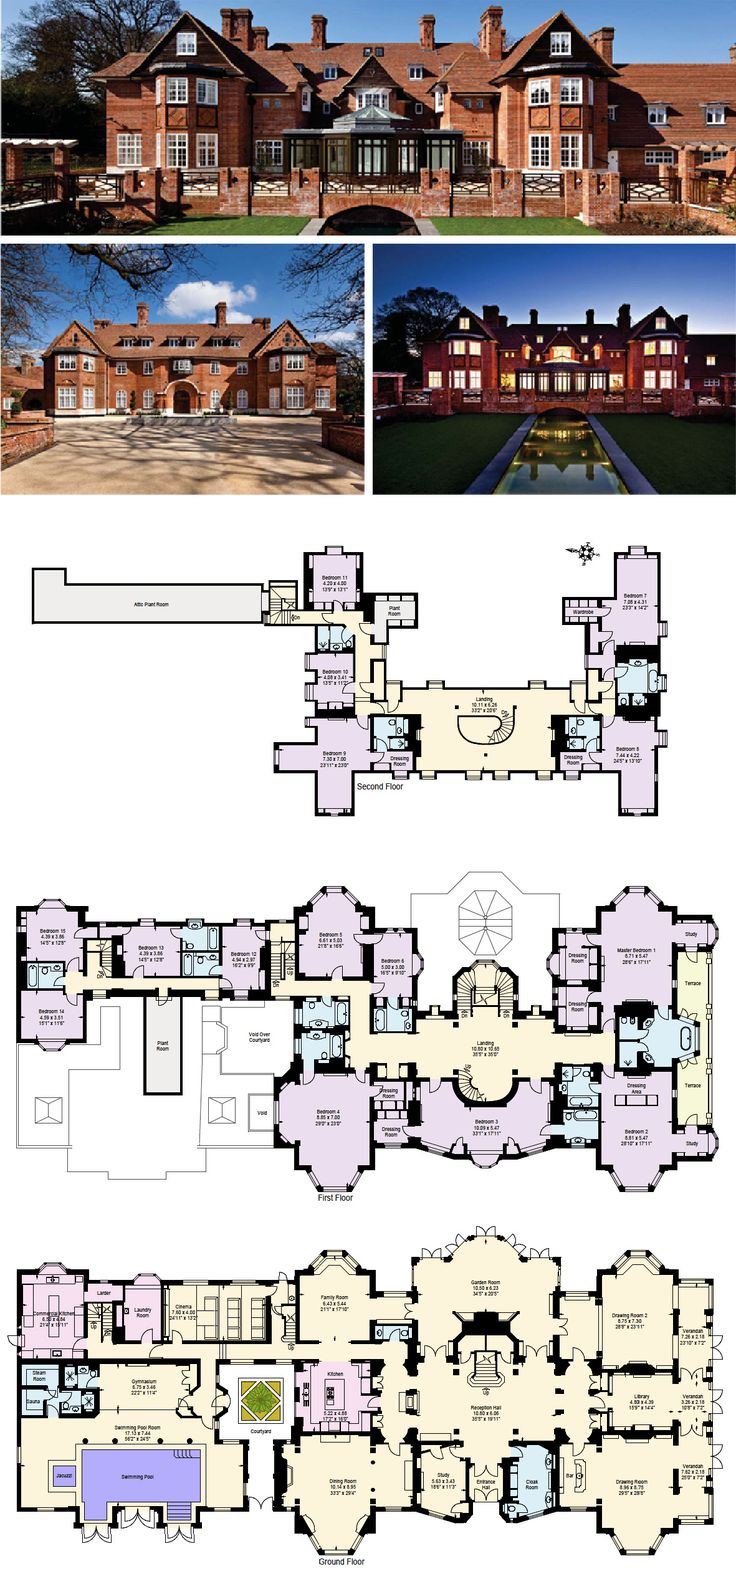 Bedroom 11
4.20 x 4.00
13'9" x 13'1"
Bedroom 7
7.08 x 4.31
23'3" x 14'2"
Attic Plant Room
Dn
Plant
Room
Wardrobe
Bedroom 10
4.08 x 3.41
13'5" x 11'2"
Landing
10.11 x 6.26
33'2" x 20'6"
Dn
Bedroom 9
7.30 x 7.00
23'11" x 23'0"
Dressing
Room
Dressing
Room
Bedroom 8
7.44 x 4.22
24'5" x 13'10"
Second Floor
Bedroom 15
4.39 x 3.86
14'5" x 12'8"
Bedroom 13
4.39 x 3.86
14'5" x 12'8"
Bedroom 12
4.94 x 2.97
16'2" x 9'9"
Bedroom 5
6.61 x 5.03
21'8" x 16'6"
Bedroom 6
5.00 x 3.00
16'5" x 9'10"
Master Bedroom 1
8.71 x 5.47
28'6" x 17'11"
Study
Dressing
Room
Terrace
Dressing
Room
Bedroom 14
4.59 x 3.51
15'1" x 11'6"
Plant
Room
Void Over
Courtyard
Landing
10.80 x 10.65
35'5" x 35'0"
Void
Bedroom 4
8.85 x 7.00
29'0" x 23'0"
Dressing
Room
Dressing
Room
Bedroom 3
10.09 x 5.47
33'1" x 17'11"
Dressing
Area
Terrace
Bedroom 2
8.81 x 5.47
28'10" x 17'11"
Study
First Floor
Commercial Kitchen
6.50 x 4.84
21'4" x 15'11"
Larder
Laundry
Room
Cinema
7.60 x 4.00
24'11" x 13'2"
Family Room
6.43 x 5.44
21'1" x 17'10"
Garden Room
10.50 x 6.23
34'5" x 20'5"
Drawing Room 2
8.75 x 7.30
28'8" x 23'11"
Verandah
7.26 x 2.18
23'10" x 7'2"
Steam
Room
Sauna
Gymnasium
6.75 x 3.46
22'2" x 11'4"
Kitchen
5.22 x 4.88
17'2" x 16'0"
Up
Reception Hall
10.80 x 6.06
35'5" x 19'11"
Library
4.80 x 4.39
15'9" x 14'4"
Verandah
3.26 x 2.18
10'8" x 7'2"
Swimming Pool Room
17.13 x 7.44
56'2" x 24'5"
Courtyard
Jacuzzi
Swimming Pool
Dining Room
10.14 x 8.95
33'3" x 29'4"
Study
5.63 x 3.43
18'6" x 11'3"
Entrance
Hall
Cloak
Room
Bar
Drawing Room
8.96 x 8.75
29'5" x 28'8"
Verandah
7.62 x 2.18
25'0" x 7'2"
Ground Floor